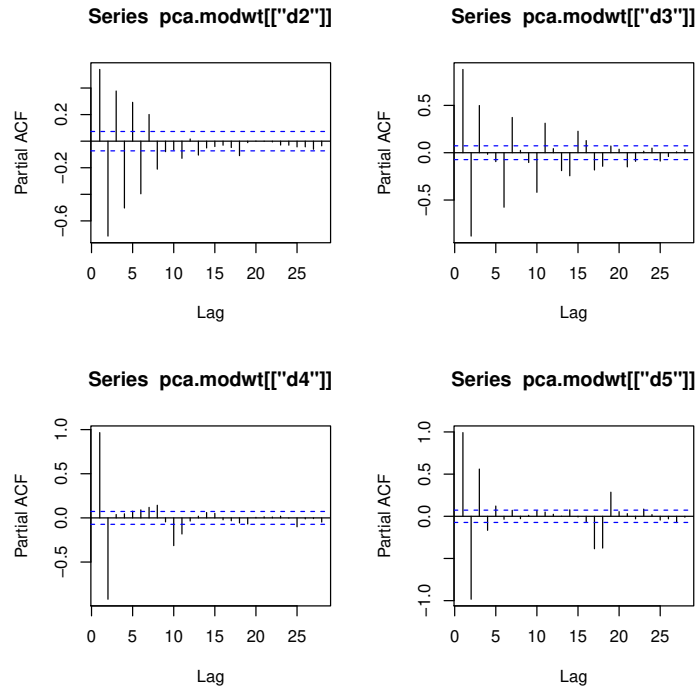 Series pca.modwt[["d2"]]
Partial ACF
0.2
−0.2
−0.6
0 5 10 15 20 25
Lag
Series pca.modwt[["d3"]]
Partial ACF
0.5
0.0
−0.5
0 5 10 15 20 25
Lag
Series pca.modwt[["d4"]]
Partial ACF
1.0
0.5
0.0
−0.5
0 5 10 15 20 25
Lag
Series pca.modwt[["d5"]]
Partial ACF
1.0
0.5
0.0
−1.0
0 5 10 15 20 25
Lag